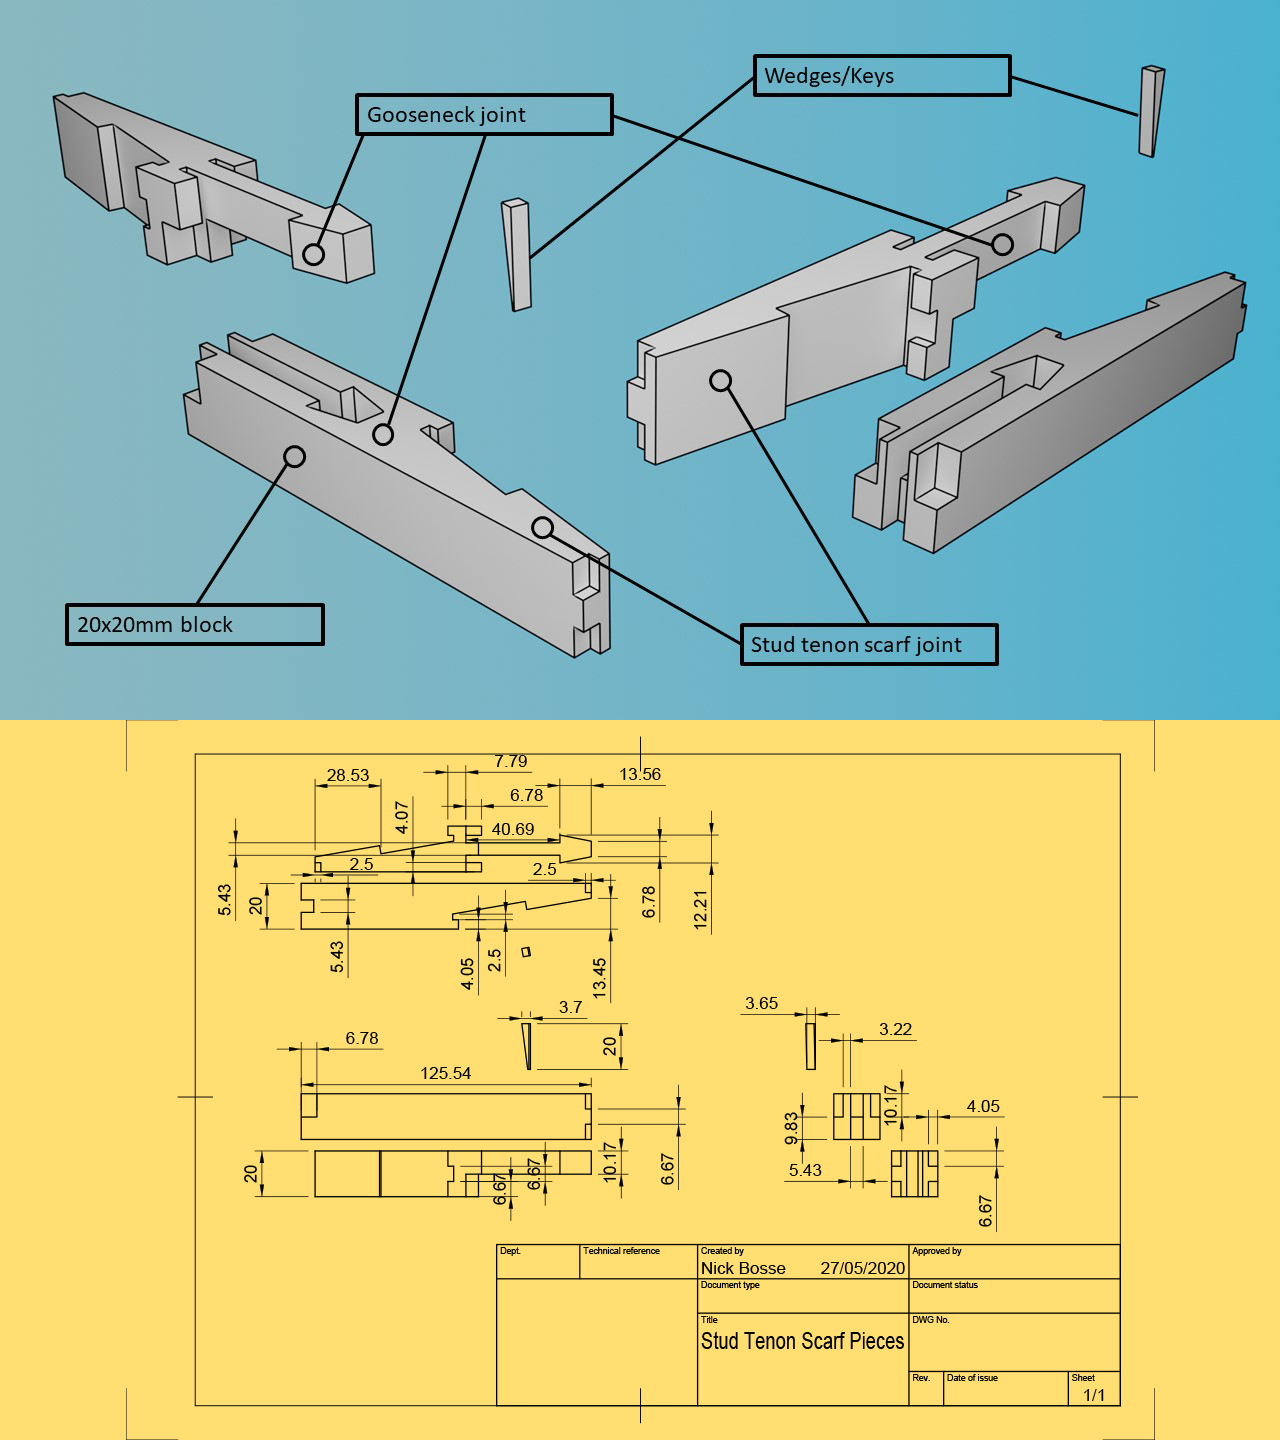 Wedges/Keys
Gooseneck joint
20x20mm block
Stud tenon scarf joint
7.79
28.53
13.56
6.78
4.07
40.69
2.5
2.5
5.43
20
6.78
12.21
5.43
4.05
2.5
13.45
3.7
3.65
6.78
20
3.22
125.54
10.17
4.05
9.83
20
6.67
6.67
10.17
6.67
5.43
6.67
Dept.
Technical reference
Created by
Approved by
Nick Bosse 27/05/2020
Document type
Document status
Title
DWG No.
Stud Tenon Scarf Pieces
Rev.
Date of issue
Sheet
1/1